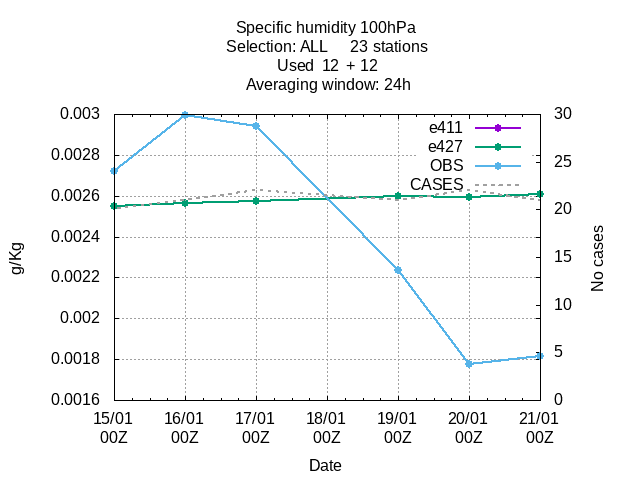 Specific humidity 100hPa
Selection: ALL     23 stations
Used  12  + 12
Averaging window: 24h
0.003
0.0028
0.0026
0.0024
0.0022
0.002
0.0018
0.0016
g/Kg
e411
e427
OBS
CASES
30
25
20
15
10
5
0
No cases
15/01 16/01 17/01 18/01 19/01 20/01 21/01
00Z 00Z 00Z 00Z 00Z 00Z 00Z
Date